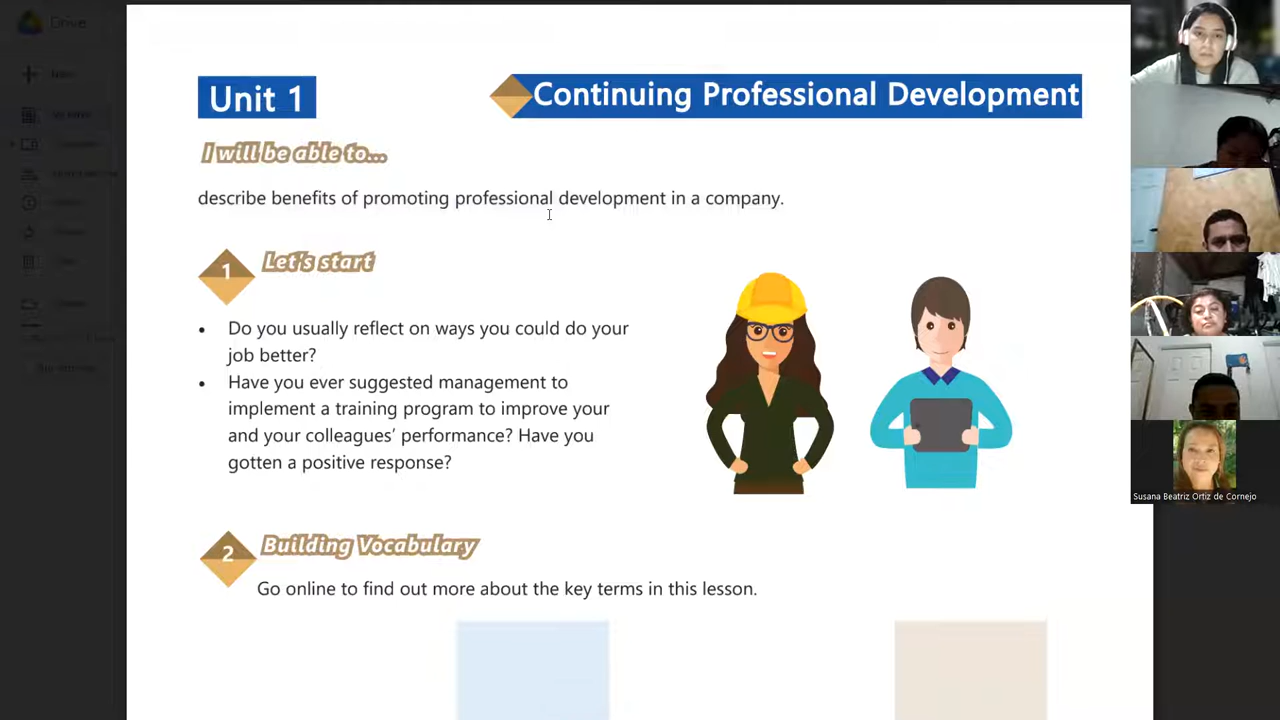 Drive
Unit 1
Continuing Professional Development
I will be able to...
describe benefits of promoting professional development in a company.
1
Let's start
• Do you usually reflect on ways you could do your
job better?
• Have you ever suggested management to
implement a training program to improve your
and your colleagues' performance? Have you
gotten a positive response?
Susana Beatriz Ortiz de Cornejo
2
Building Vocabulary
Go online to find out more about the key terms in this lesson.